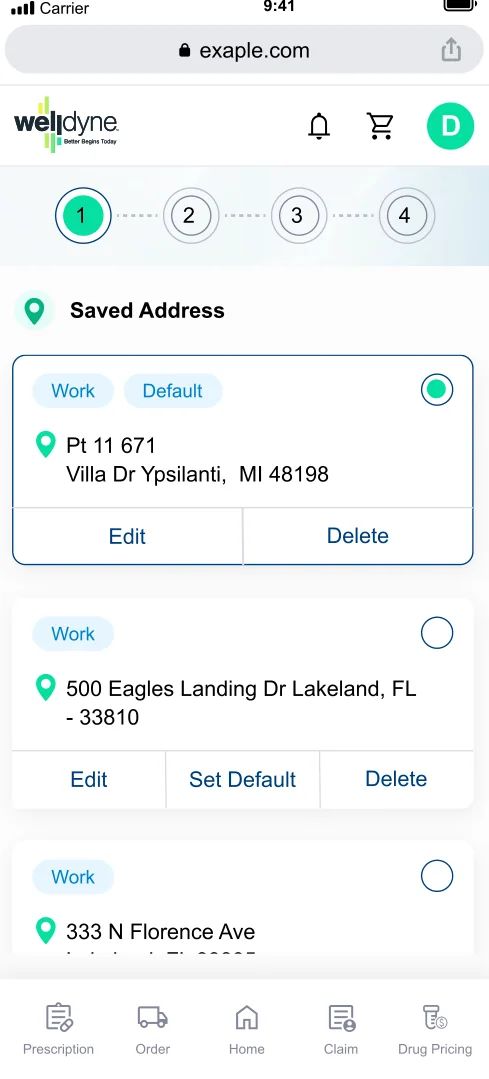 Carrier
9:41
exaple.com
welldyne.
Better Begins Today
D
1
2
3
4
Saved Address
Work
Default
Pt 11 671
Villa Dr Ypsilanti, MI 48198
Edit
Delete
Work
500 Eagles Landing Dr Lakeland, FL
- 33810
Edit
Set Default
Delete
Work
333 N Florence Ave
Prescription
Order
Home
Claim
Drug Pricing